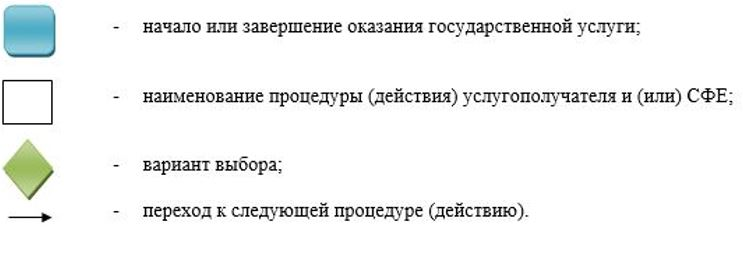 - начало или завершение оказания государственной услуги;
- наименование процедуры (действия) услугополучателя и (или) СФЕ;
- вариант выбора;
- переход к следующей процедуре (действию).